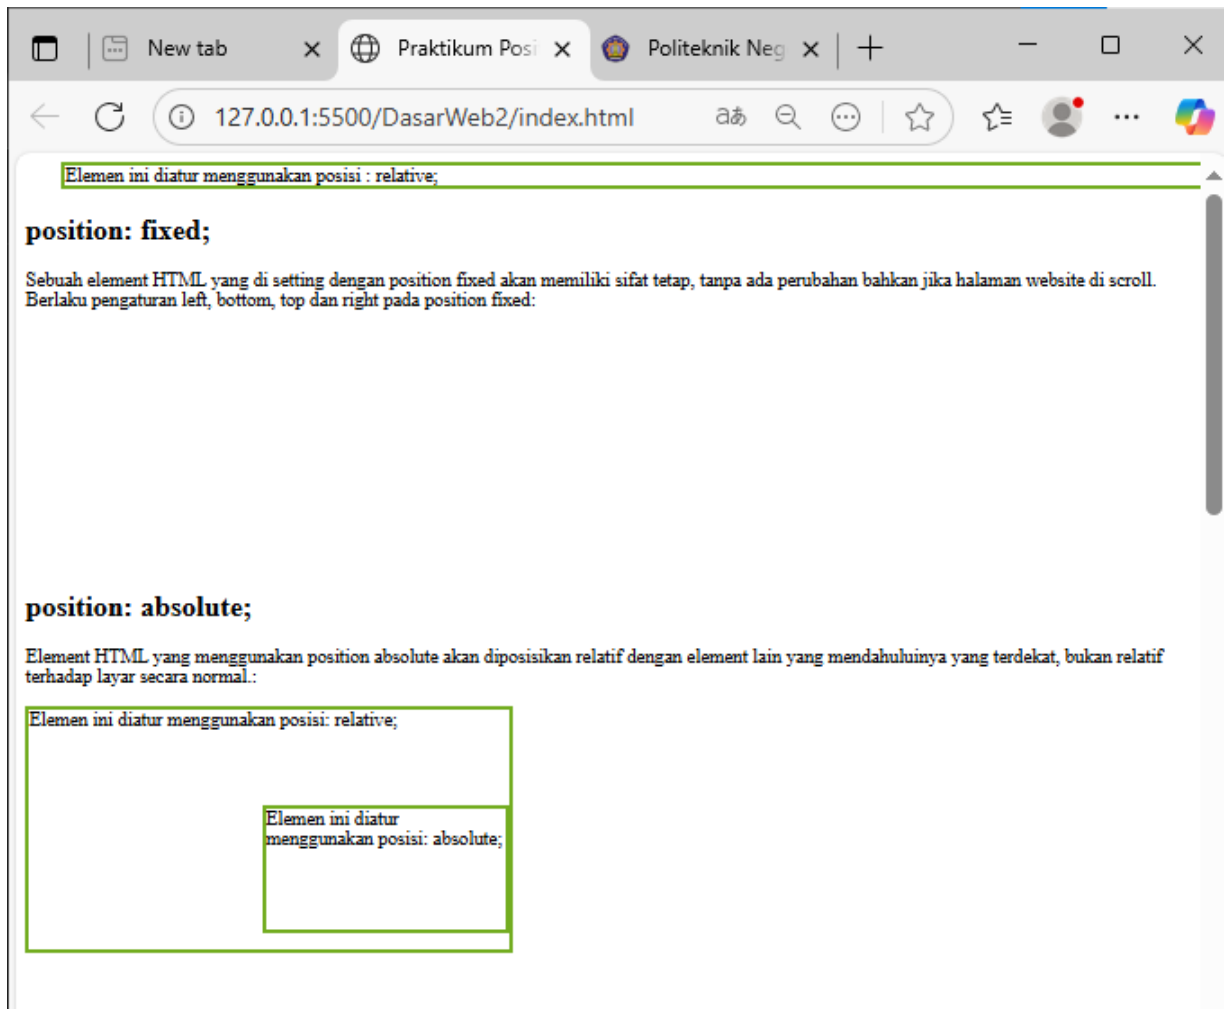 New tab
Praktikum Posi
Politeknik Neg
127.0.0.1:5500/DasarWeb2/index.html
aあ
Elemen ini diatur menggunakan posisi : relative;
position: fixed;
Sebuah element HTML yang di setting dengan position fixed akan memiliki sifat tetap, tanpa ada perubahan bahkan jika halaman website di scroll.
Berlaku pengaturan left, bottom, top dan right pada position fixed:
position: absolute;
Element HTML yang menggunakan position absolute akan diposisikan relatif dengan element lain yang mendahuluinya yang terdekat, bukan relatif
terhadap layar secara normal.:
Elemen ini diatur menggunakan posisi: relative;
Elemen ini diatur
menggunakan posisi: absolute;